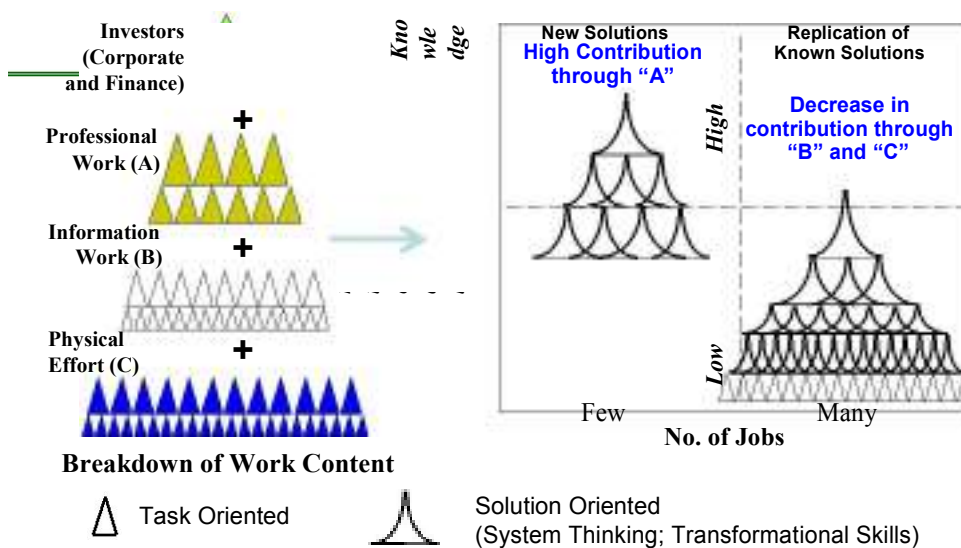 Investors
(Corporate
and Finance)
+
Professional
Work (A)
+
Information
Work (B)
+
Physical
Effort (C)
Breakdown of Work Content
Kno
wle
dge
New Solutions
High Contribution
through “A”
Replication of
Known Solutions
Decrease in
contribution through
“B” and “C”
High
Low
Few
Many
No. of Jobs
Task Oriented
Solution Oriented
(System Thinking; Transformational Skills)